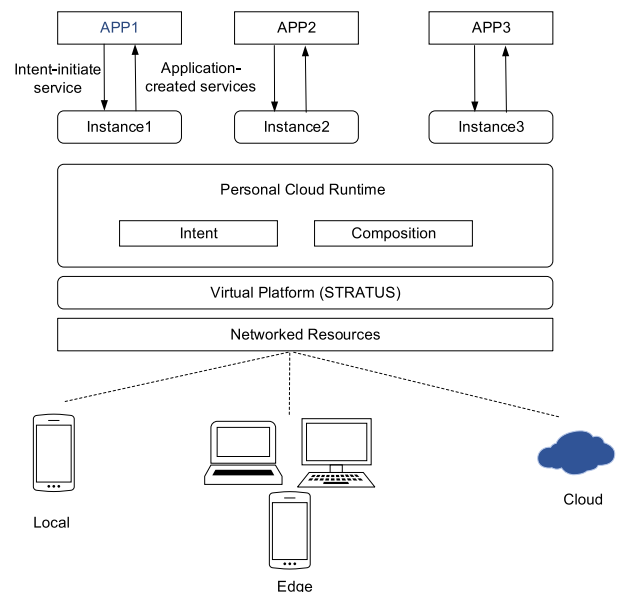 APP1
APP2
APP3
Intent-initiate
service
Application-
created services
Instance1
Instance2
Instance3
Personal Cloud Runtime
Intent
Composition
Virtual Platform (STRATUS)
Networked Resources
Local
Edge
Cloud